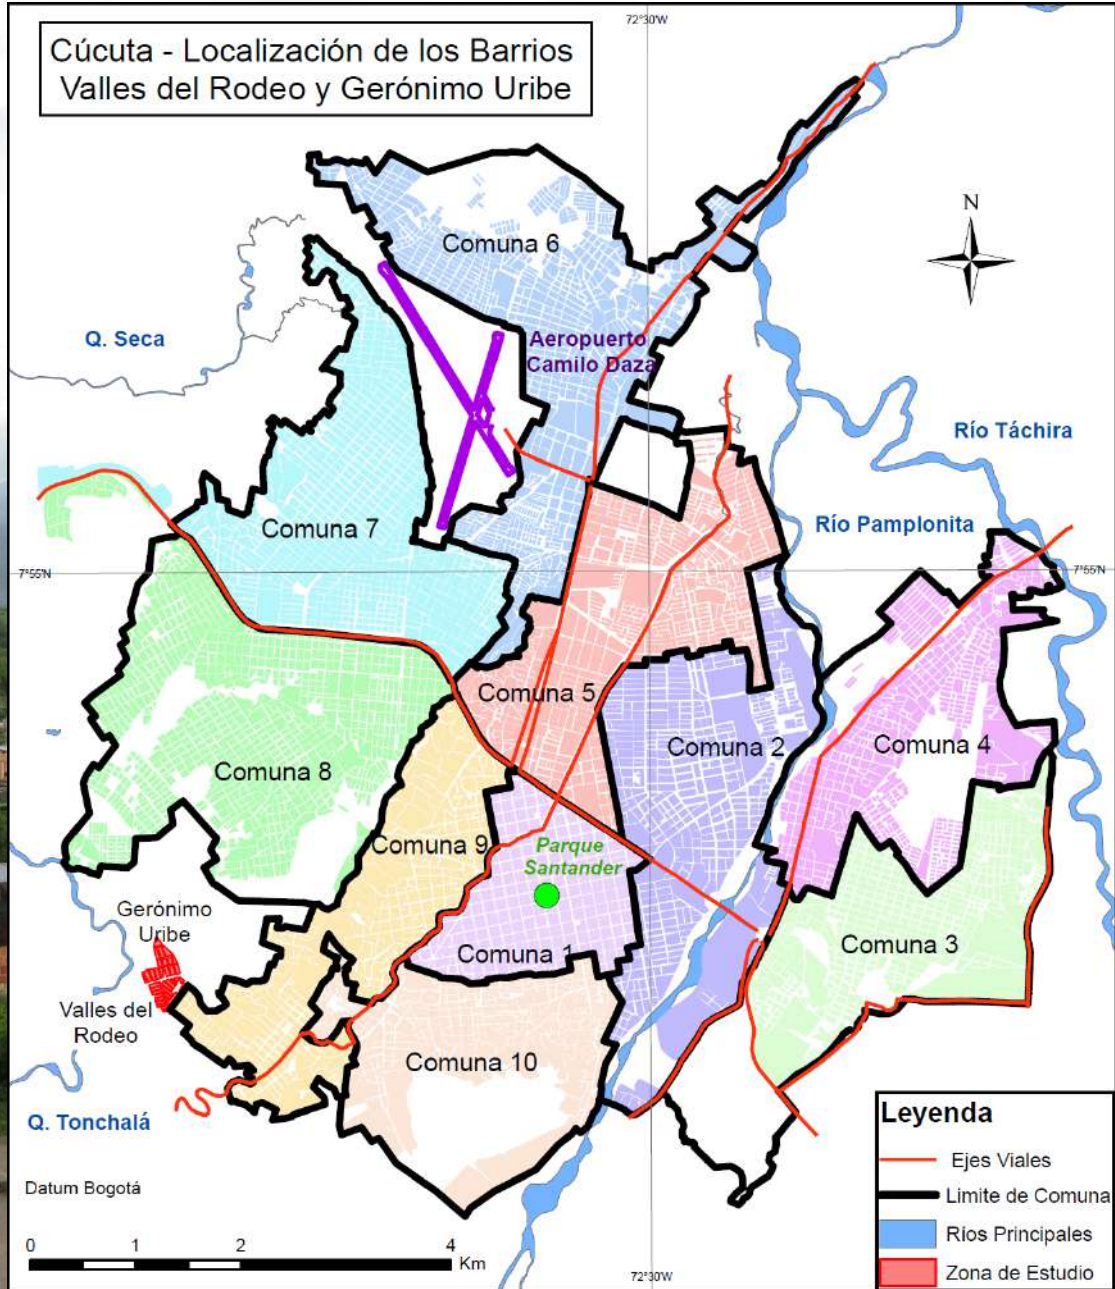 72°30'W
Cúcuta - Localización de los Barrios
Valles del Rodeo y Gerónimo Uribe
N
Comuna 6
Q. Seca
Aeropuerto
Camilo Daza
Río Táchira
Comuna 7
Río Pamplonita
7°55'N
7°55'N
Comuna 5
Comuna 2
Comuna 4
Comuna 8
Comuna 9
Parque
Santander
Gerónimo
Uribe
Comuna 1
Comuna 3
Valles del
Rodeo
Comuna 10
Q. Tonchalá
Leyenda
Ejes Viales
Limite de Comuna
Ríos Principales
Zona de Estudio
Datum Bogotá
0 1 2 4
Km
72°30'W